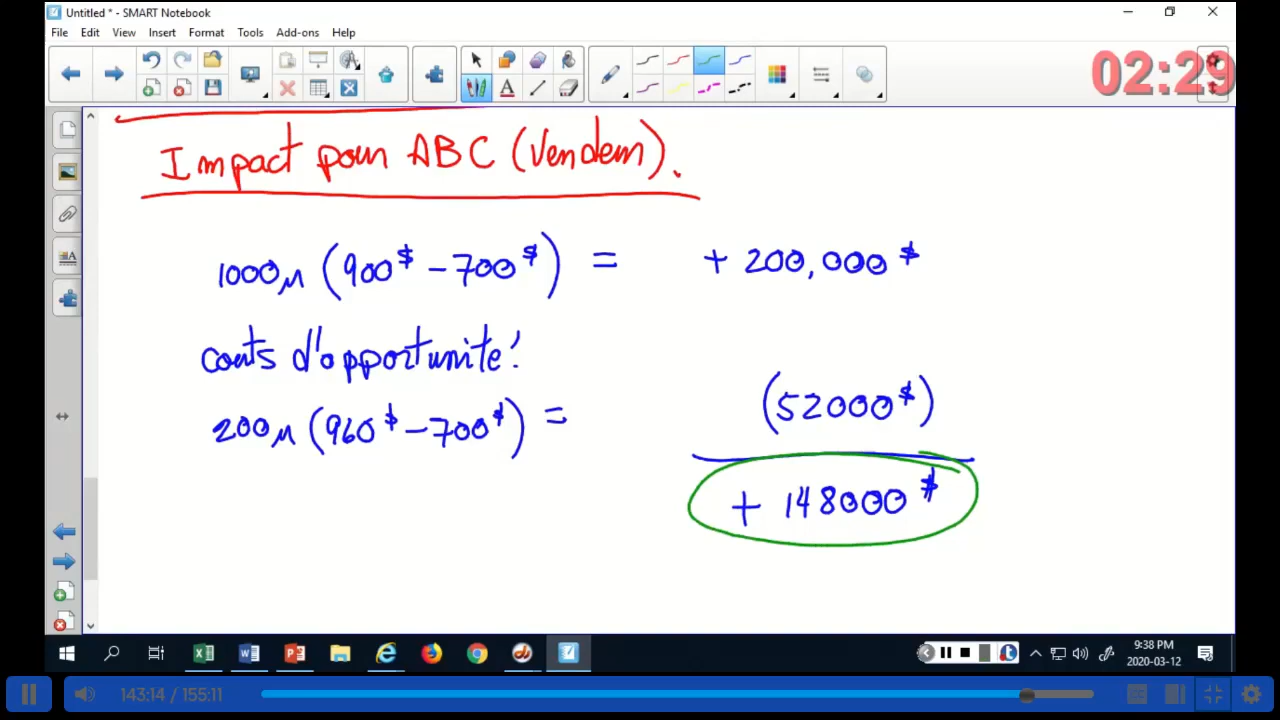 Untitled * - SMART Notebook
File Edit View Insert Format Tools Add-ons Help
02:29
Impact pour ABC (Vendeur).
1000u (900$ - 700$) = + 200,000$
couts d'opportunite:
200u (960$ - 700$) = (52000$)
+ 148000$
9:38 PM
2020-03-12
143:14 / 155:11